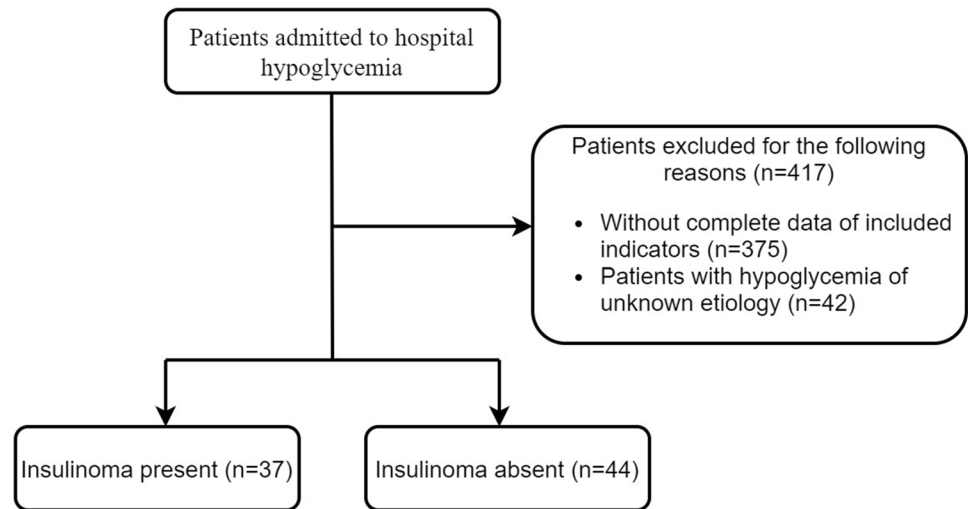 Patients admitted to hospital
hypoglycemia
Patients excluded for the following
reasons (n=417)
• Without complete data of included
indicators (n=375)
• Patients with hypoglycemia of
unknown etiology (n=42)
Insulinoma present (n=37)
Insulinoma absent (n=44)